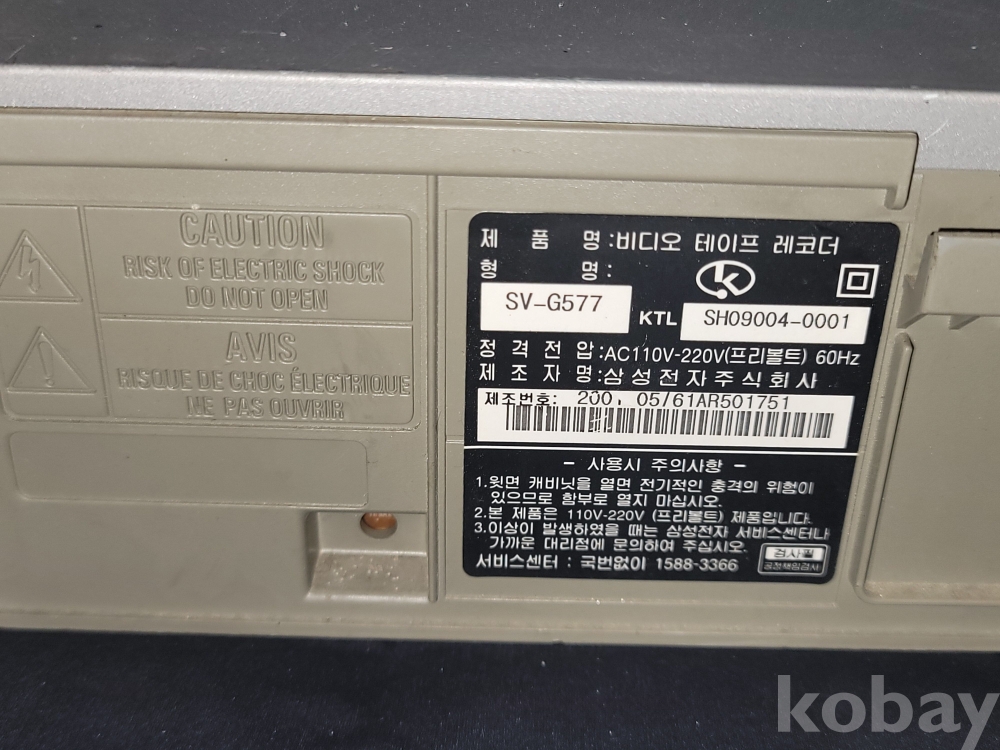 CAUTION
RISK OF ELECTRIC SHOCK
DO NOT OPEN
AVIS
RISQUE DE CHOC ÉLECTRIQUE
NE PAS OUVRIR
제 품 명:비디오 테이프 레코더
형 명:
SV-G577
KTL SH09004-0001
정격전압:AC110V-220V(프리볼트) 60Hz
제조자명:삼성전자주식회사
제조번호: 05/61AR501751
- 사용시 주의사항 -
1.윗면 캐비닛을 열면 전기적인 충격의 위험이
있으므로 함부로 열지 마십시오.
2.본 제품은 110V-220V (프리볼트) 제품입니다.
3.이상이 발생하였을 때는 삼성전자 서비스센터나
가까운 대리점에 문의하여 주십시오.
서비스센터 : 국번없이 1588-3366
검사필
공정책임검사
kobay